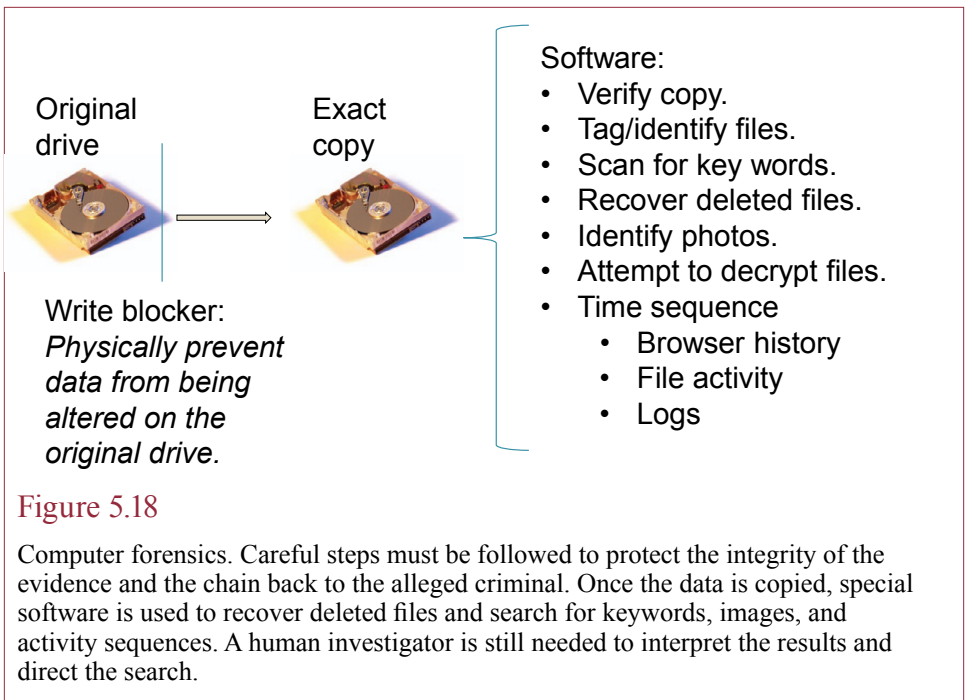 Original
drive
Exact
copy
Write blocker:
Physically prevent
data from being
altered on the
original drive.
Software:
• Verify copy.
• Tag/identify files.
• Scan for key words.
• Recover deleted files.
• Identify photos.
• Attempt to decrypt files.
• Time sequence
• Browser history
• File activity
• Logs
Figure 5.18
Computer forensics. Careful steps must be followed to protect the integrity of the
evidence and the chain back to the alleged criminal. Once the data is copied, special
software is used to recover deleted files and search for keywords, images, and
activity sequences. A human investigator is still needed to interpret the results and
direct the search.